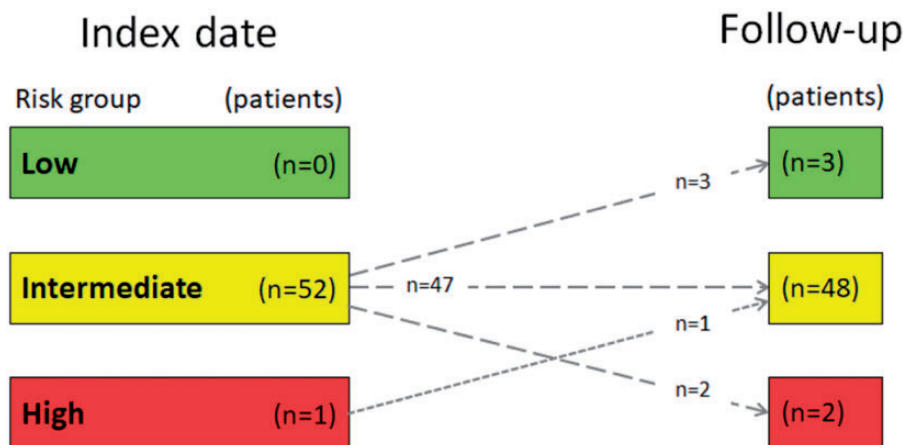 Index date Follow-up
Risk group (patients) (patients)
Low (n=0) n=3 (n=3)
Intermediate (n=52) n=47 (n=48)
n=1
n=2
High (n=1) (n=2)